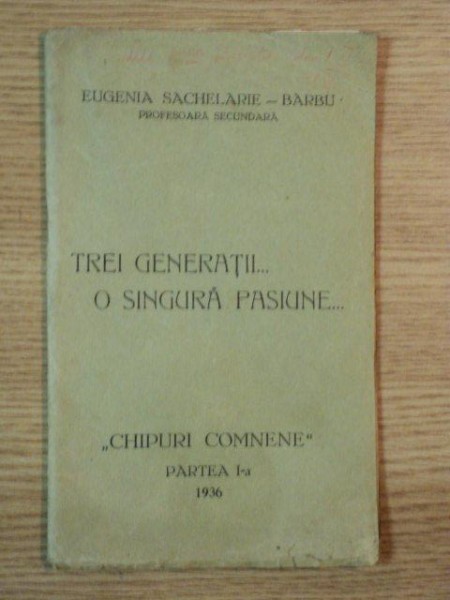 EUGENIA SACHELARIE – BARBU
PROFESOARĂ SECUNDARĂ
TREI GENERAȚII...
O SINGURĂ PASIUNE...
„CHIPURI COMNENE“
PARTEA I-a
1936